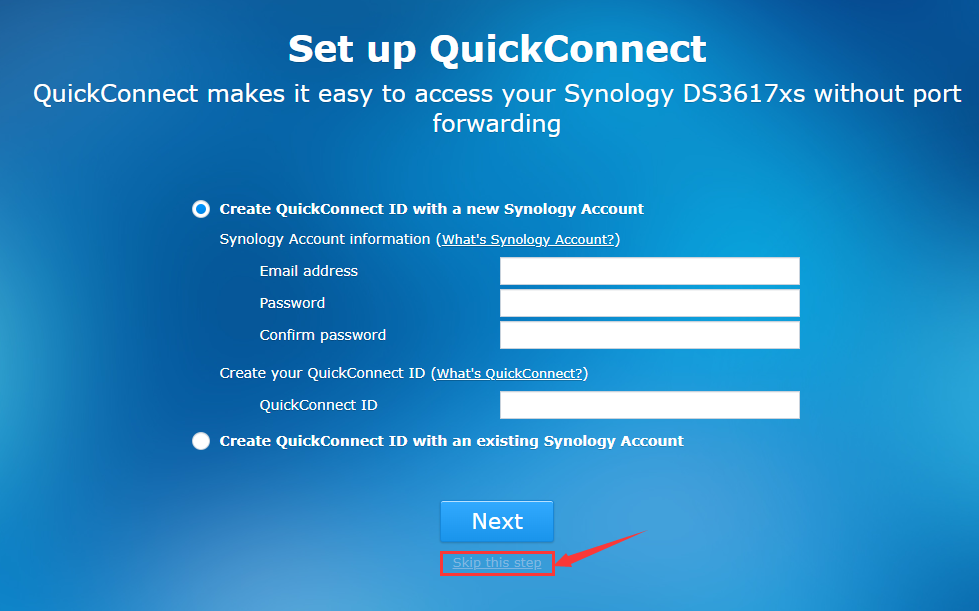 Set up QuickConnect
QuickConnect makes it easy to access your Synology DS3617xs without port
forwarding
Create QuickConnect ID with a new Synology Account
Synology Account information (What's Synology Account?)
Email address
Password
Confirm password
Create your QuickConnect ID (What's QuickConnect?)
QuickConnect ID
Create QuickConnect ID with an existing Synology Account
Next
Skip this step